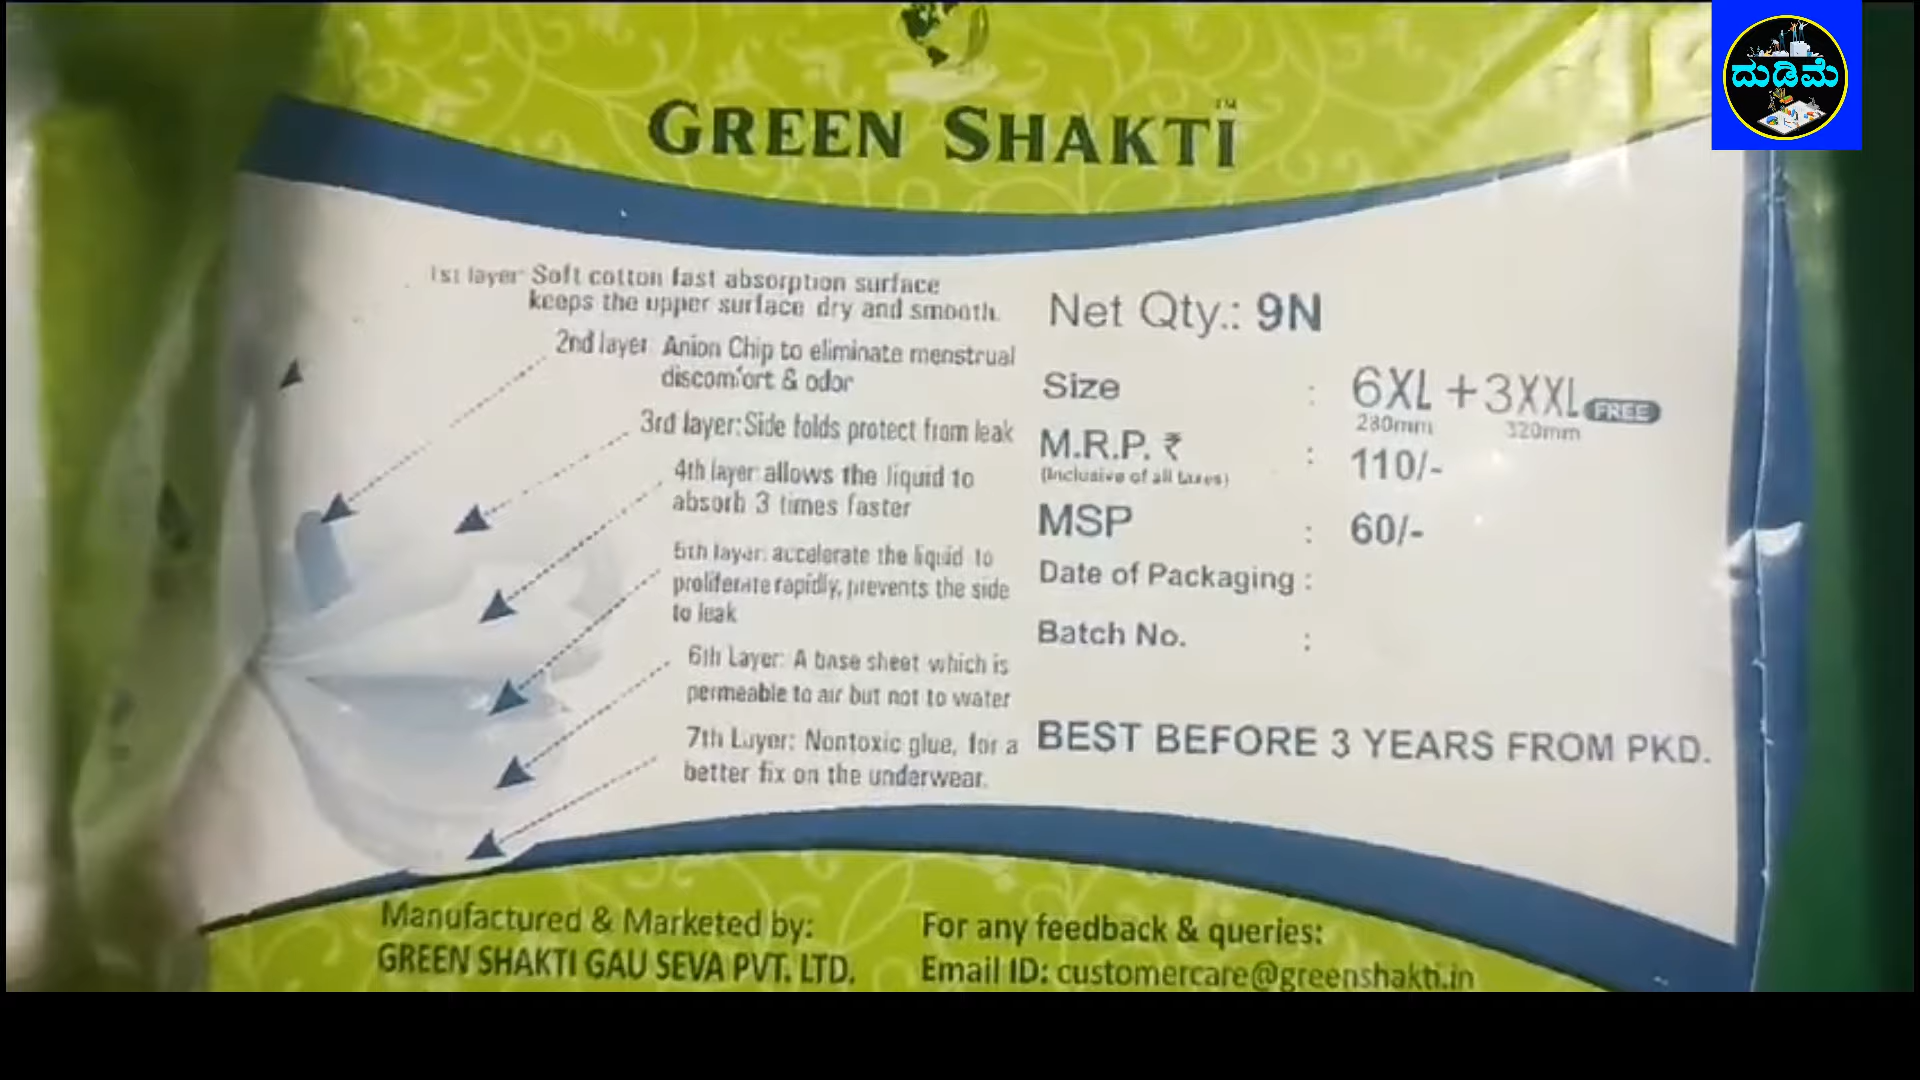 ದುಡಿಮೆ
GREEN SHAKTI™
1st layer: Soft cotton fast absorption surface
keeps the upper surface dry and smooth.
2nd layer: Anion Chip to eliminate menstrual
discomfort & odor
3rd layer: Side folds protect from leak
4th layer: allows the liquid to
absorb 3 times faster
5th layer: accelerate the liquid to
proliferate rapidly, prevents the side
to leak
6th Layer: A base sheet which is
permeable to air but not to water
7th Layer: Nontoxic glue, for a
better fix on the underwear.
Net Qty.: 9N
Size : 6XL + 3XXL FREE
280mm 320mm
M.R.P. ₹ : 110/-
(Inclusive of all taxes)
MSP : 60/-
Date of Packaging :
Batch No. :
BEST BEFORE 3 YEARS FROM PKD.
Manufactured & Marketed by:
GREEN SHAKTI GAU SEVA PVT. LTD.
For any feedback & queries:
Email ID: customercare@greenshakti.in